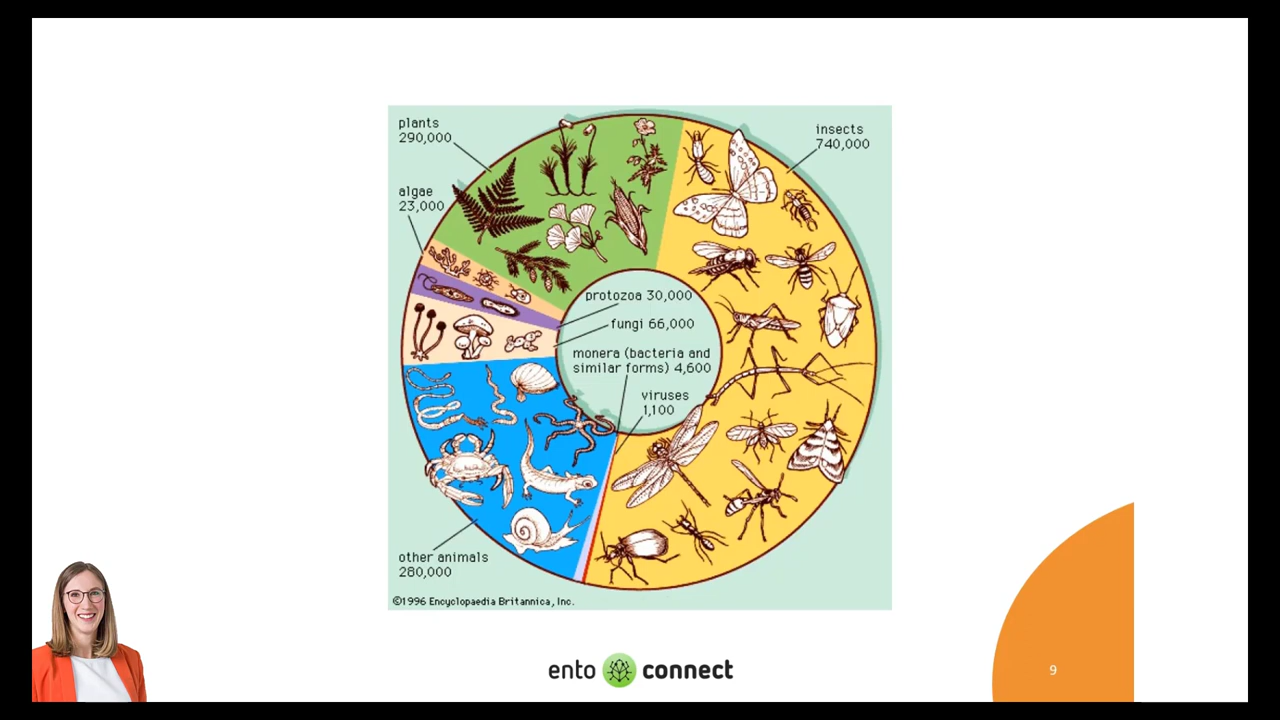 plants
290,000
insects
740,000
algae
23,000
protozoa 30,000
fungi 66,000
monera (bacteria and
similar forms) 4,600
viruses
1,100
other animals
280,000
©1996 Encyclopaedia Britannica, Inc.
ento connect
9